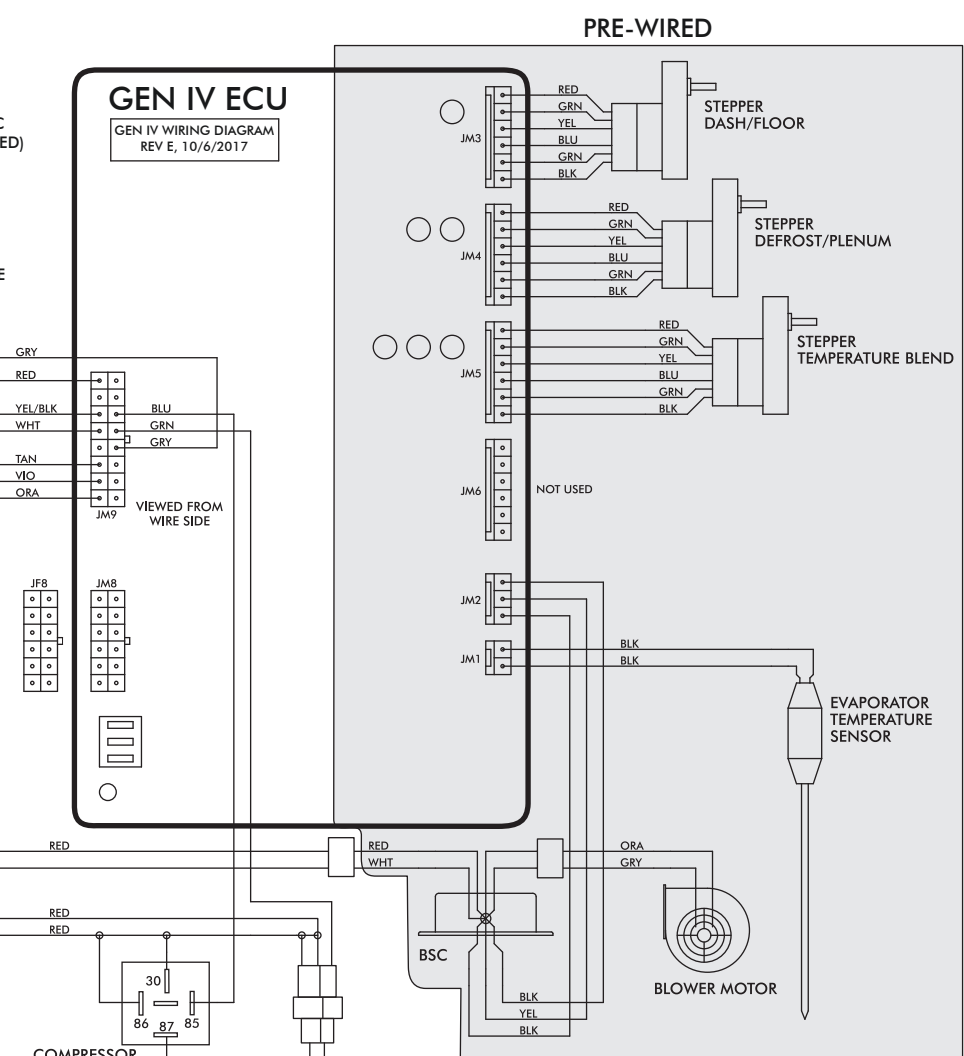 PRE-WIRED
GEN IV ECU
GEN IV WIRING DIAGRAM
REV E, 10/6/2017
C
ED)
E
JM3
RED
GRN
YEL
BLU
GRN
BLK
STEPPER
DASH/FLOOR
JM4
RED
GRN
YEL
BLU
GRN
BLK
STEPPER
DEFROST/PLENUM
JM5
RED
GRN
YEL
BLU
GRN
BLK
STEPPER
TEMPERATURE BLEND
GRY
RED
YEL/BLK
WHT
TAN
VIO
ORA
BLU
GRN
GRY
JM9
VIEWED FROM
WIRE SIDE
JM6
NOT USED
JF8
JM8
JM2
JM1
BLK
BLK
EVAPORATOR
TEMPERATURE
SENSOR
RED
RED
WHT
ORA
GRY
RED
RED
BSC
BLOWER MOTOR
BLK
YEL
BLK
30
86
87
85
COMPRESSOR